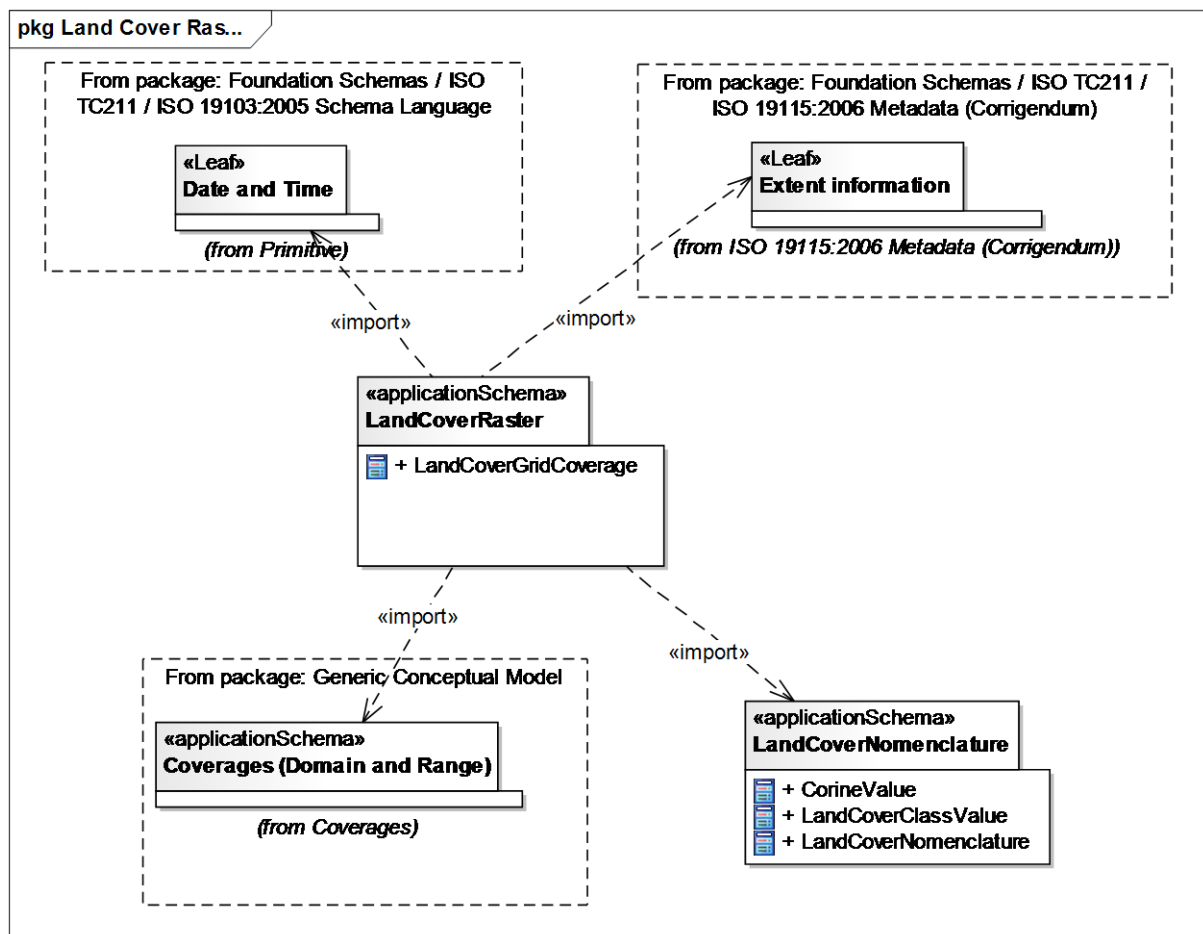 pkg Land Cover Ras...
From package: Foundation Schemas / ISO
TC211 / ISO 19103:2005 Schema Language
«Leaf»
Date and Time
(from Primitive)
From package: Foundation Schemas / ISO TC211 /
ISO 19115:2006 Metadata (Corrigendum)
«Leaf»
Extent information
(from ISO 19115:2006 Metadata (Corrigendum))
«import»
«import»
«applicationSchema»
LandCoverRaster
+ LandCoverGridCoverage
«import»
«import»
From package: Generic Conceptual Model
«applicationSchema»
Coverages (Domain and Range)
(from Coverages)
«applicationSchema»
LandCoverNomenclature
+ CorineValue
+ LandCoverClassValue
+ LandCoverNomenclature